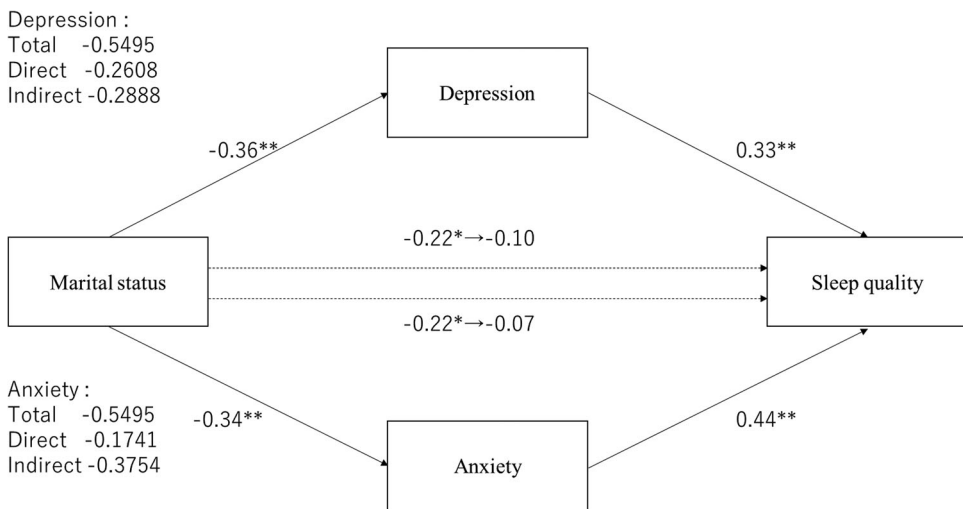 Depression :
Total -0.5495
Direct -0.2608
Indirect -0.2888
Depression
-0.36**
0.33**
-0.22*→-0.10
Marital status
Sleep quality
-0.22*→-0.07
Anxiety :
Total -0.5495
Direct -0.1741
Indirect -0.3754
-0.34**
0.44**
Anxiety